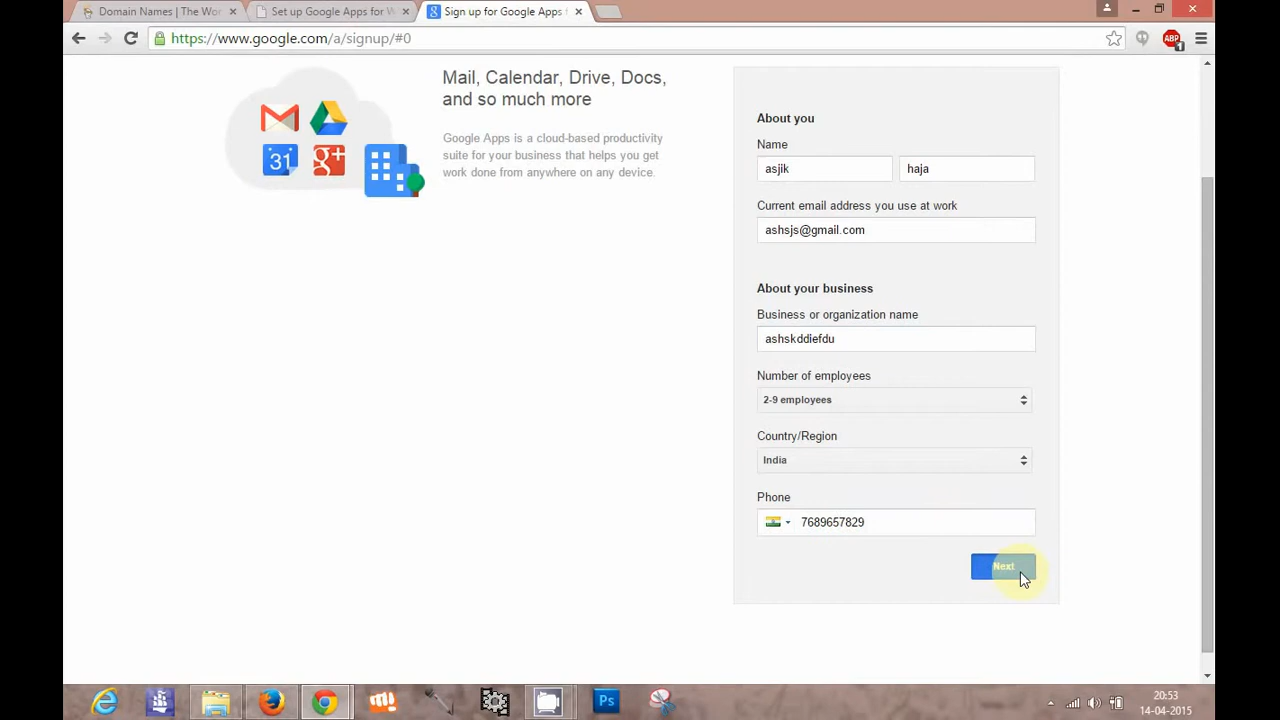 Domain Names | The Wor
Set up Google Apps for W
Sign up for Google Apps f
https://www.google.com/a/signup/#0
ABP
1
Mail, Calendar, Drive, Docs,
and so much more
Google Apps is a cloud-based productivity
suite for your business that helps you get
work done from anywhere on any device.
31
g+
About you
Name
asjik
haja
Current email address you use at work
ashsjs@gmail.com
About your business
Business or organization name
ashskddiefdu
Number of employees
2-9 employees
Country/Region
India
Phone
7689657829
Next
Ps
20:53
14-04-2015